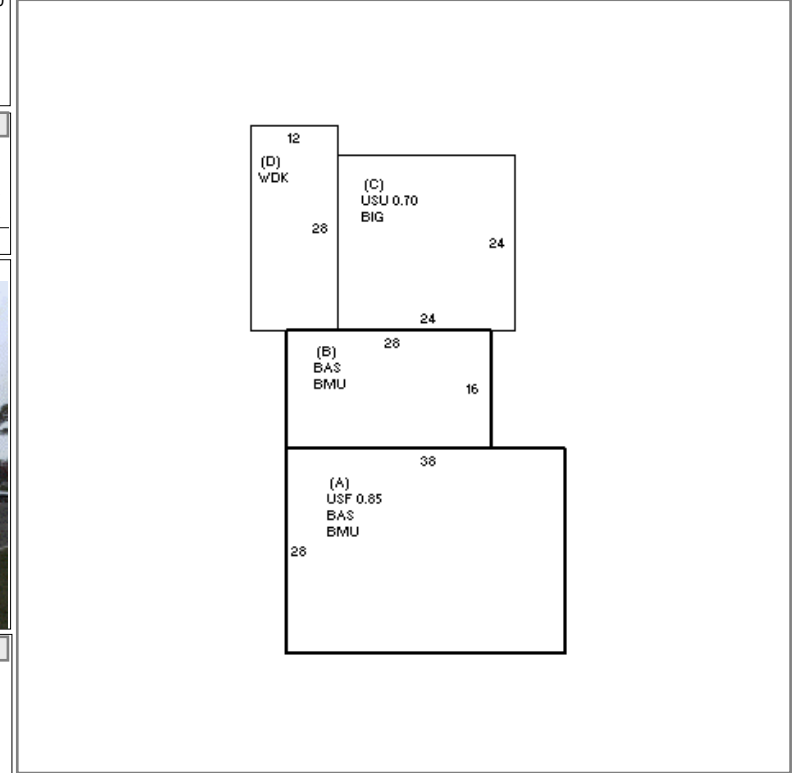 12
(D)
WDK
28
(C)
USU 0.70
BIG
24
24
28
(B)
BAS
BMU
16
38
(A)
USF 0.85
BAS
BMU
28